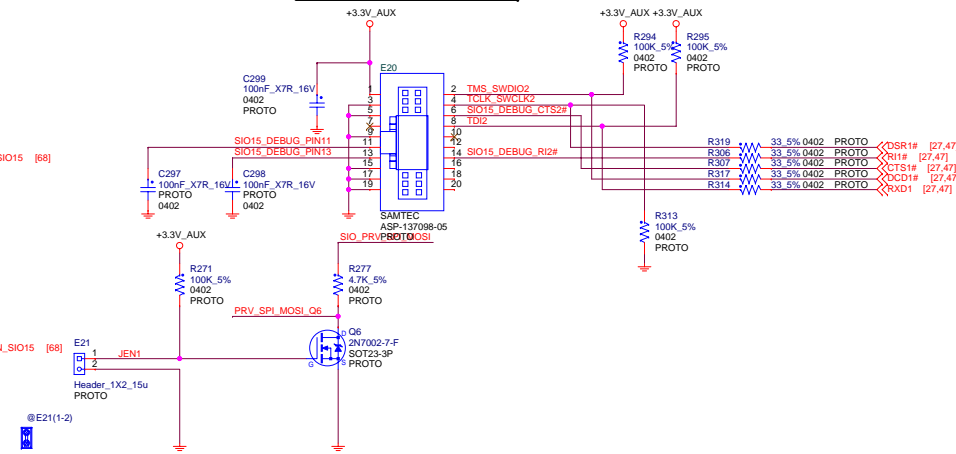 +3.3V_AUX
+3.3V_AUX +3.3V_AUX
R294
100K_5%
0402
PROTO
R295
100K_5%
0402
PROTO
C299
100nF_X7R_16V
0402
PROTO
E20
1
3
5
7
9
11
13
15
17
19
2
4
6
8
10
12
14
16
18
20
TMS_SWDIO2
TCLK_SWCLK2
SIO15_DEBUG_CTS2#
TDI2
SIO15_DEBUG_RI2#
SIO15_DEBUG_PIN11
SIO15_DEBUG_PIN13
SIO15 [68]
R319 33_5% 0402 PROTO DSR1# [27,47]
R306 33_5% 0402 PROTO RI1# [27,47]
R307 33_5% 0402 PROTO CTS1# [27,47]
R317 33_5% 0402 PROTO DCD1# [27,47
R314 33_5% 0402 PROTO RXD1 [27,47]
C297
100nF_X7R_16V
PROTO
0402
C298
100nF_X7R_16V
PROTO
0402
SAMTEC
ASP-137098-05
PROTO
R313
100K_5%
0402
PROTO
+3.3V_AUX
R271
100K_5%
0402
PROTO
R277
4.7K_5%
0402
PROTO
PRV_SPI_MOSI_Q6
Q6
2N7002-7-F
SOT23-3P
PROTO
D
G
S
N_SIO15 [68]
E21
1
2
JEN1
Header_1X2_15u
PROTO
@E21(1-2)